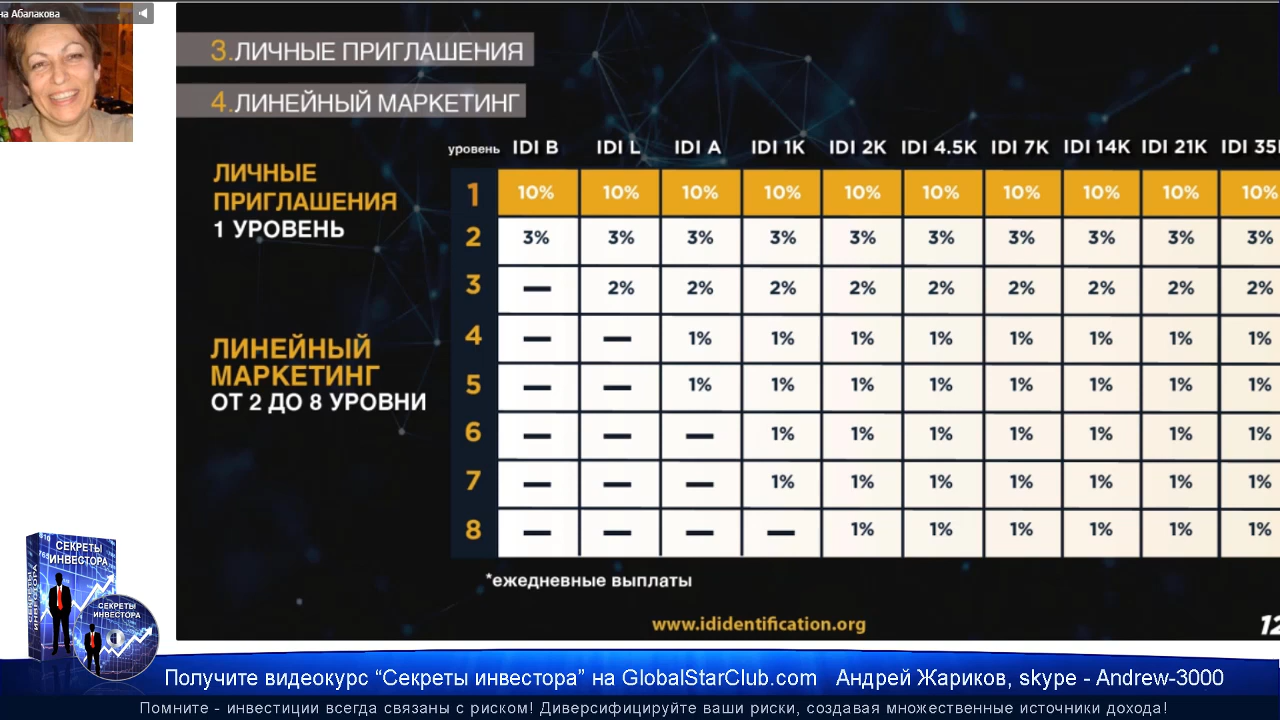 на Абалакова
3.ЛИЧНЫЕ ПРИГЛАШЕНИЯ
4.ЛИНЕЙНЫЙ МАРКЕТИНГ
уровень IDI B IDI L IDI A IDI 1K IDI 2K IDI 4.5K IDI 7K IDI 14K IDI 21K IDI 35
ЛИЧНЫЕ
ПРИГЛАШЕНИЯ
1 УРОВЕНЬ
1 10% 10% 10% 10% 10% 10% 10% 10% 10% 10%
2 3% 3% 3% 3% 3% 3% 3% 3% 3% 3%
3 — 2% 2% 2% 2% 2% 2% 2% 2% 2%
4 — — 1% 1% 1% 1% 1% 1% 1% 1%
ЛИНЕЙНЫЙ
МАРКЕТИНГ
ОТ 2 ДО 8 УРОВНИ
5 — — 1% 1% 1% 1% 1% 1% 1% 1%
6 — — — 1% 1% 1% 1% 1% 1% 1%
7 — — — 1% 1% 1% 1% 1% 1% 1%
8 — — — — 1% 1% 1% 1% 1% 1%
*ежедневные выплаты
www.ididentification.org
12
СЕКРЕТЫ
ИНВЕСТОРА
СЕКРЕТЫ ИНВЕСТОРА
СЕКРЕТЫ
ИНВЕСТОРА
Получите видеокурс “Секреты инвестора” на GlobalStarClub.com Андрей Жариков, skype - Andrew-3000
Помните - инвестиции всегда связаны с риском! Диверсифицируйте ваши риски, создавая множественные источники дохода!